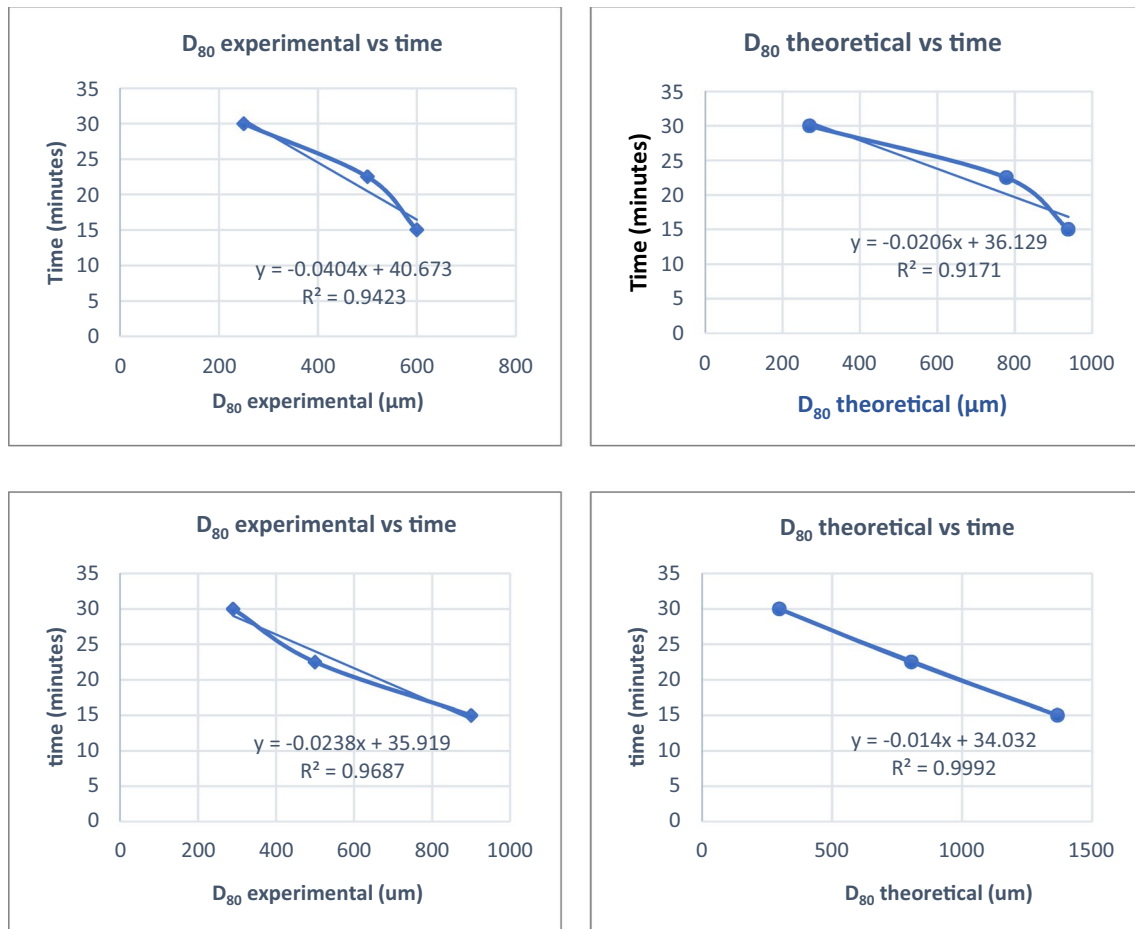 D₈₀ experimental vs time
35
30
25
20
15
10
5
0
Time (minutes)
y = -0.0404x + 40.673
R² = 0.9423
0 200 400 600 800
D₈₀ experimental (μm)
D₈₀ theoretical vs time
35
30
25
20
15
10
5
0
Time (minutes)
y = -0.0206x + 36.129
R² = 0.9171
0 200 400 600 800 1000
D₈₀ theoretical (μm)
D₈₀ experimental vs time
35
30
25
20
15
10
5
0
time (minutes)
y = -0.0238x + 35.919
R² = 0.9687
0 200 400 600 800 1000
D₈₀ experimental (um)
D₈₀ theoretical vs time
35
30
25
20
15
10
5
0
time (minutes)
y = -0.014x + 34.032
R² = 0.9992
0 500 1000 1500
D₈₀ theoretical (um)